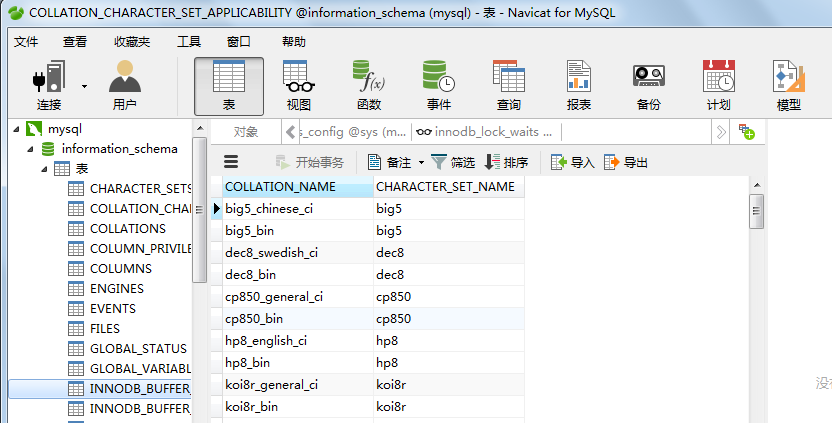 COLLATION_CHARACTER_SET_APPLICABILITY @information_schema (mysql) - 表 - Navicat for MySQL
文件 查看 收藏夹 工具 窗口 帮助
f(x)
连接 用户 表 视图 函数 事件 查询 报表 备份 计划 模型
mysql
information_schema
表
CHARACTER_SETS
COLLATION_CHA
COLLATIONS
COLUMN_PRIVILE
COLUMNS
ENGINES
EVENTS
FILES
GLOBAL_STATUS
GLOBAL_VARIABL
INNODB_BUFFER_
INNODB_BUFFER_
对象 s_config @sys (m... innodb_lock_waits ...
开始事务 备注 筛选 排序 导入 导出
COLLATION_NAME CHARACTER_SET_NAME
big5_chinese_ci big5
big5_bin big5
dec8_swedish_ci dec8
dec8_bin dec8
cp850_general_ci cp850
cp850_bin cp850
hp8_english_ci hp8
hp8_bin hp8
koi8r_general_ci koi8r
koi8r_bin koi8r
没